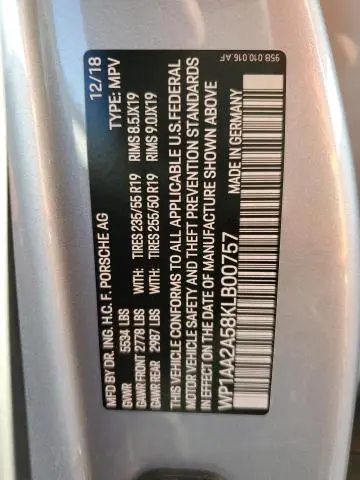 958.010.016.AF
MFD BY DR. ING. H.C. F. PORSCHE AG 12/18
GVWR 5534 LBS TYPE: MPV
GAWR FRONT 2778 LBS WITH: TIRES 235/55 R19 RIMS 8.5JX19
GAWR REAR 2987 LBS WITH: TIRES 255/50 R19 RIMS 9.0JX19
THIS VEHICLE CONFORMS TO ALL APPLICABLE U.S. FEDERAL
MOTOR VEHICLE SAFETY AND THEFT PREVENTION STANDARDS
IN EFFECT ON THE DATE OF MANUFACTURE SHOWN ABOVE
WP1AA2A58KLB00757